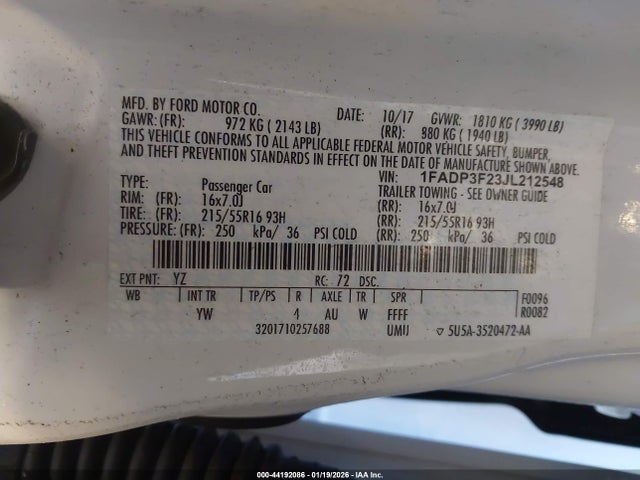 MFD. BY FORD MOTOR CO. DATE: 10/17 GVWR: 1810 KG ( 3990 LB)
GAWR: (FR): 972 KG ( 2143 LB) (RR): 880 KG ( 1940 LB)
THIS VEHICLE CONFORMS TO ALL APPLICABLE FEDERAL MOTOR VEHICLE SAFETY, BUMPER,
AND THEFT PREVENTION STANDARDS IN EFFECT ON THE DATE OF MANUFACTURE SHOWN ABOVE.
VIN: 1FADP3F23JL212548
TYPE: Passenger Car TRAILER TOWING - SEE OWNER GUIDE
RIM: (FR): 16x7.0J (RR): 16x7.0J
TIRE: (FR): 215/55R16 93H (RR): 215/55R16 93H
PRESSURE: (FR): 250 kPa/ 36 PSI COLD (RR): 250 kPa/ 36 PSI COLD
EXT PNT: YZ RC: 72 DSC:
WB INT TR TP/PS R AXLE TR SPR F0096
YW 4 AU W FFFF R0082
3201710257688 UMIJ ▽ 5U5A-3520472-AA
000-44192086 - 01/19/2026 - IAA Inc.